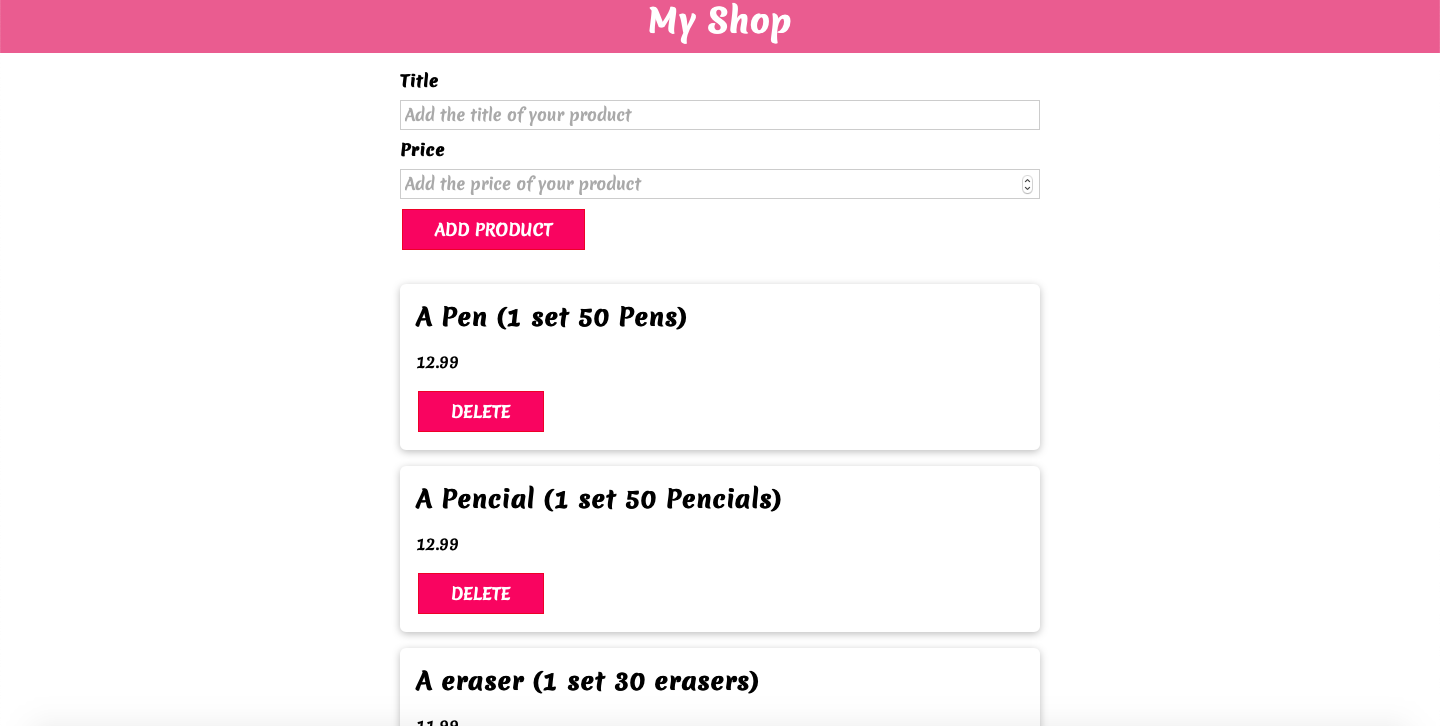 My Shop
Title
Add the title of your product
Price
Add the price of your product
ADD PRODUCT
A Pen (1 set 50 Pens)
12.99
DELETE
A Pencial (1 set 50 Pencials)
12.99
DELETE
A eraser (1 set 30 erasers)
11.99